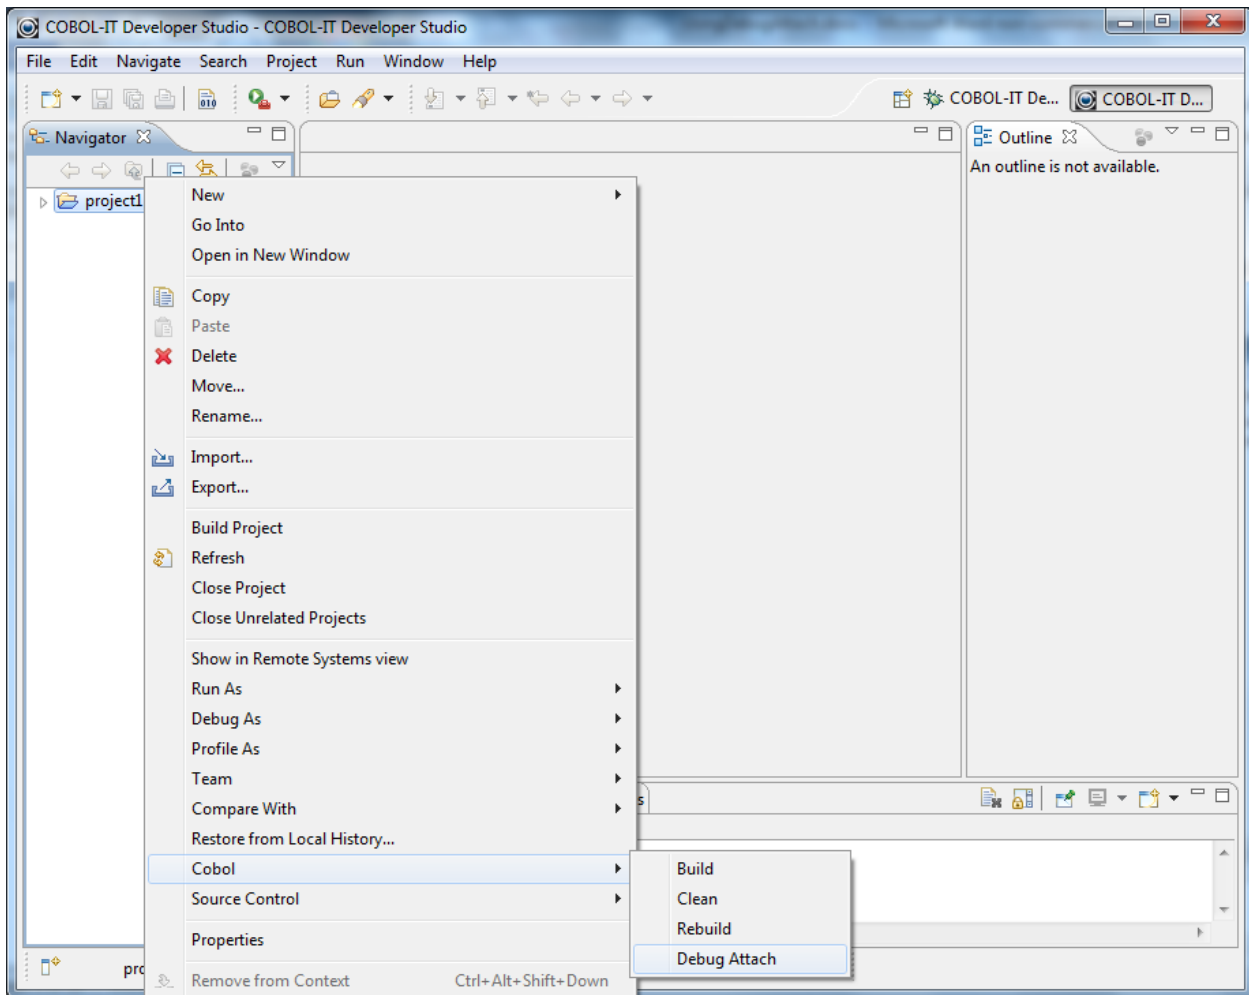 COBOL-IT Developer Studio - COBOL-IT Developer Studio
File Edit Navigate Search Project Run Window Help
COBOL-IT De... COBOL-IT D...
Navigator
Outline
An outline is not available.
project1
New
Go Into
Open in New Window
Copy
Paste
Delete
Move...
Rename...
Import...
Export...
Build Project
Refresh
Close Project
Close Unrelated Projects
Show in Remote Systems view
Run As
Debug As
Profile As
Team
Compare With
Restore from Local History...
Cobol
Source Control
Properties
Remove from Context Ctrl+Alt+Shift+Down
Build
Clean
Rebuild
Debug Attach